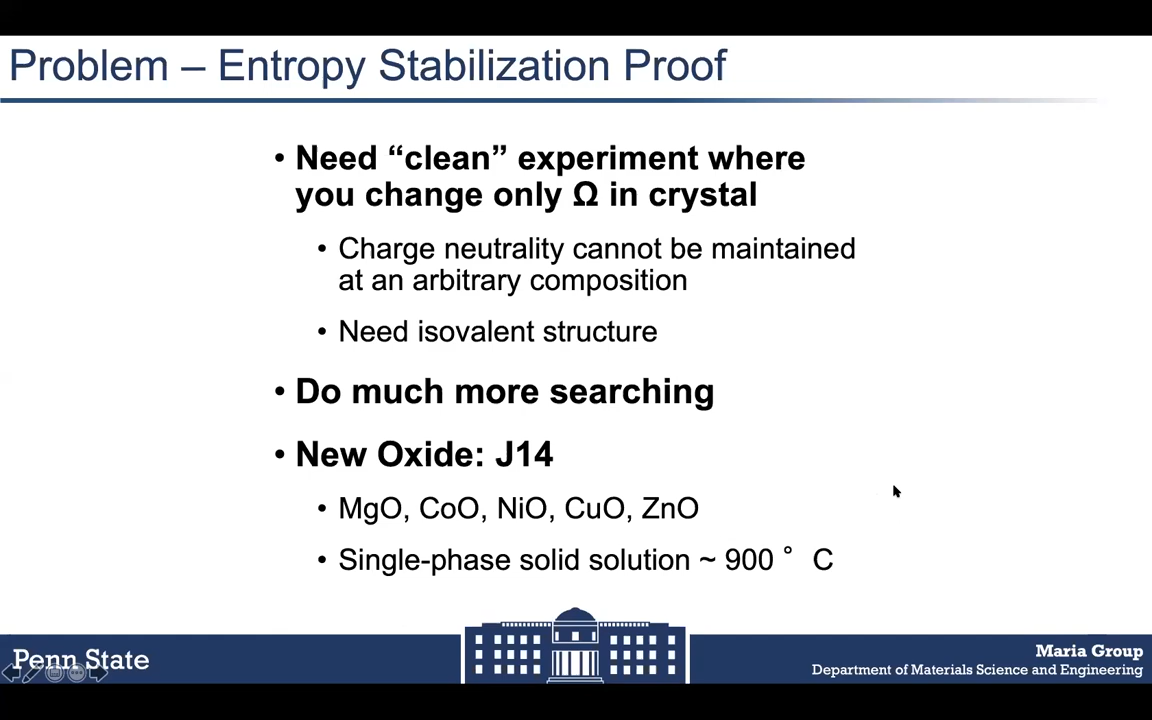 Problem – Entropy Stabilization Proof
• Need “clean” experiment where
you change only Ω in crystal
• Charge neutrality cannot be maintained
at an arbitrary composition
• Need isovalent structure
• Do much more searching
• New Oxide: J14
• MgO, CoO, NiO, CuO, ZnO
• Single-phase solid solution ~ 900 ° C
Penn State
Maria Group
Department of Materials Science and Engineering